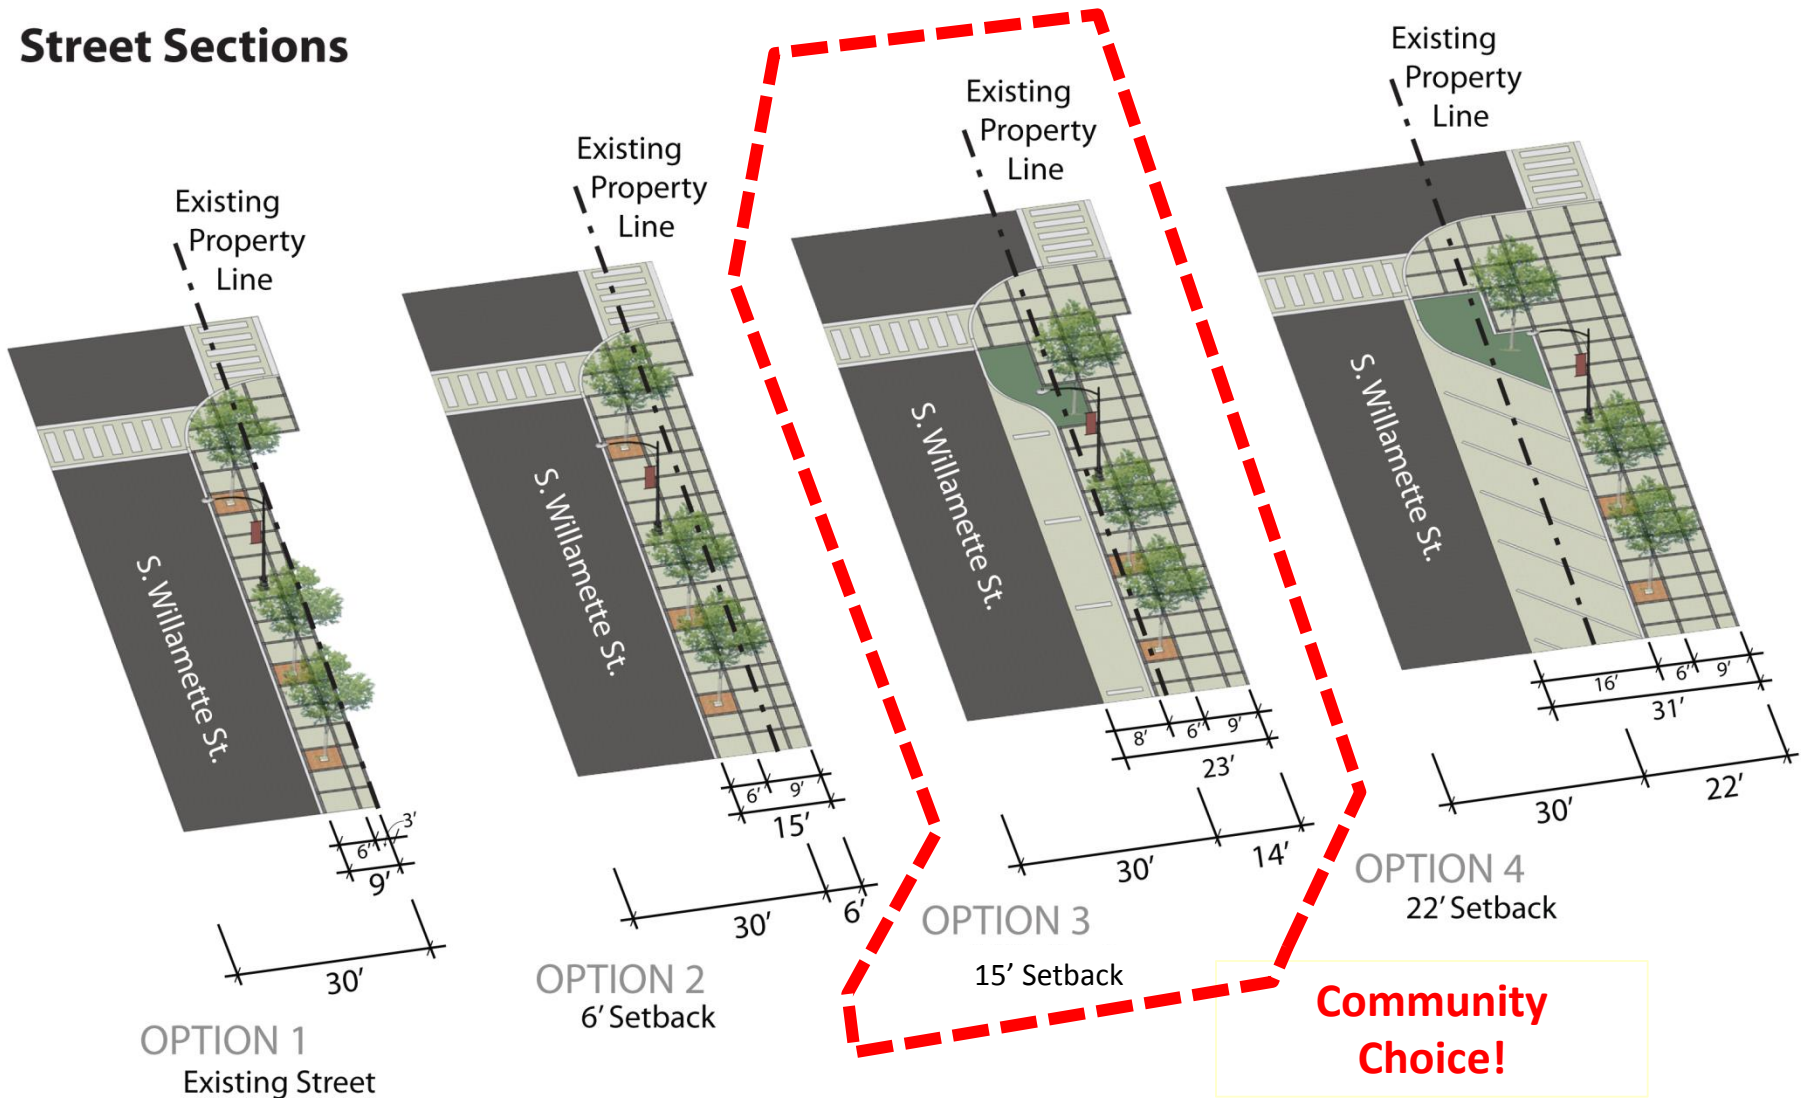 Street Sections
Existing
Property
Line
S. Willamette St.
6'
3'
9'
30'
OPTION 1
Existing Street
Existing
Property
Line
S. Willamette St.
6'
9'
15'
30'
6'
OPTION 2
6' Setback
Existing
Property
Line
S. Willamette St.
8'
6'
9'
23'
30'
14'
OPTION 3
15' Setback
Existing
Property
Line
S. Willamette St.
16'
6'
9'
31'
30'
22'
OPTION 4
22' Setback
Community
Choice!